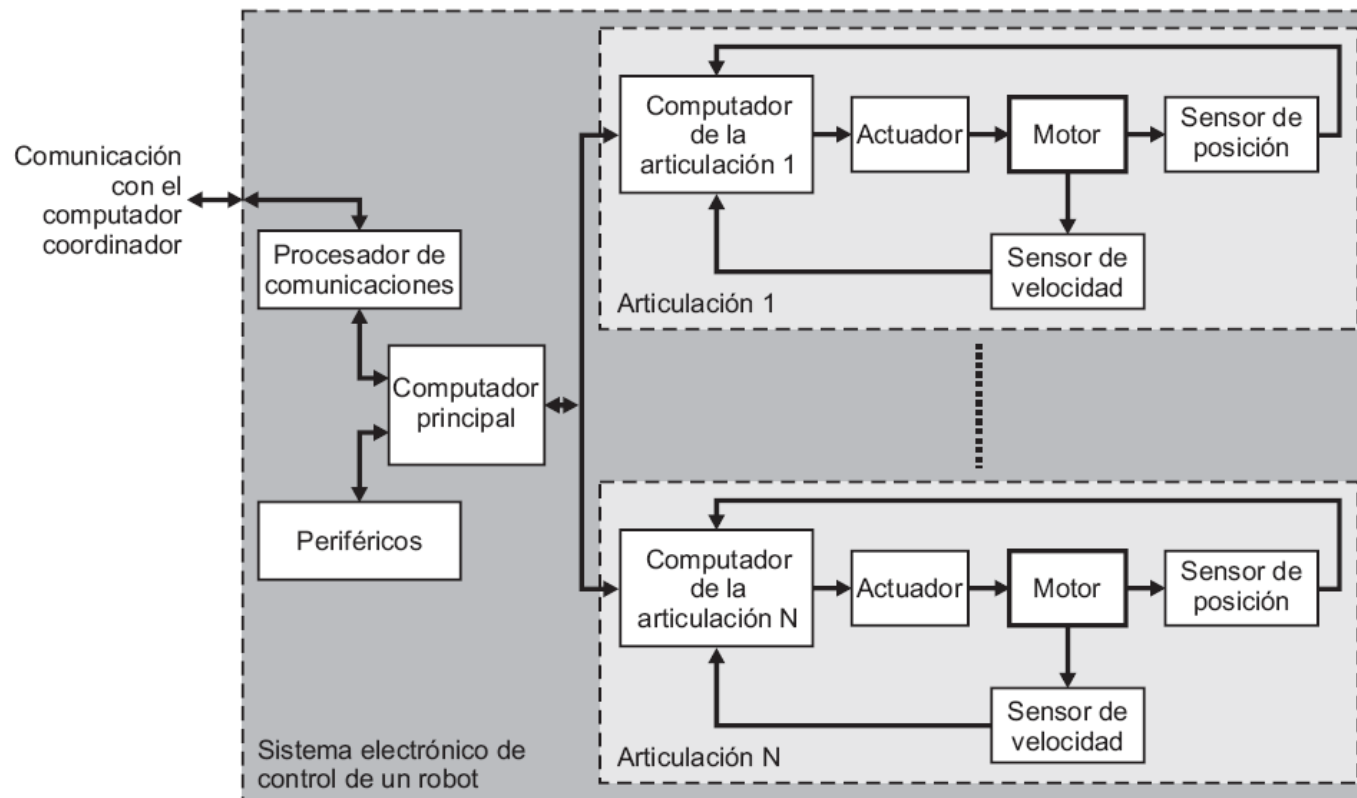 Comunicación
con el
computador
coordinador
Procesador de
comunicaciones
Computador
principal
Periféricos
Sistema electrónico de
control de un robot
Computador
de la
articulación 1
Actuador
Motor
Sensor de
posición
Sensor de
velocidad
Articulación 1
Computador
de la
articulación N
Actuador
Motor
Sensor de
posición
Sensor de
velocidad
Articulación N